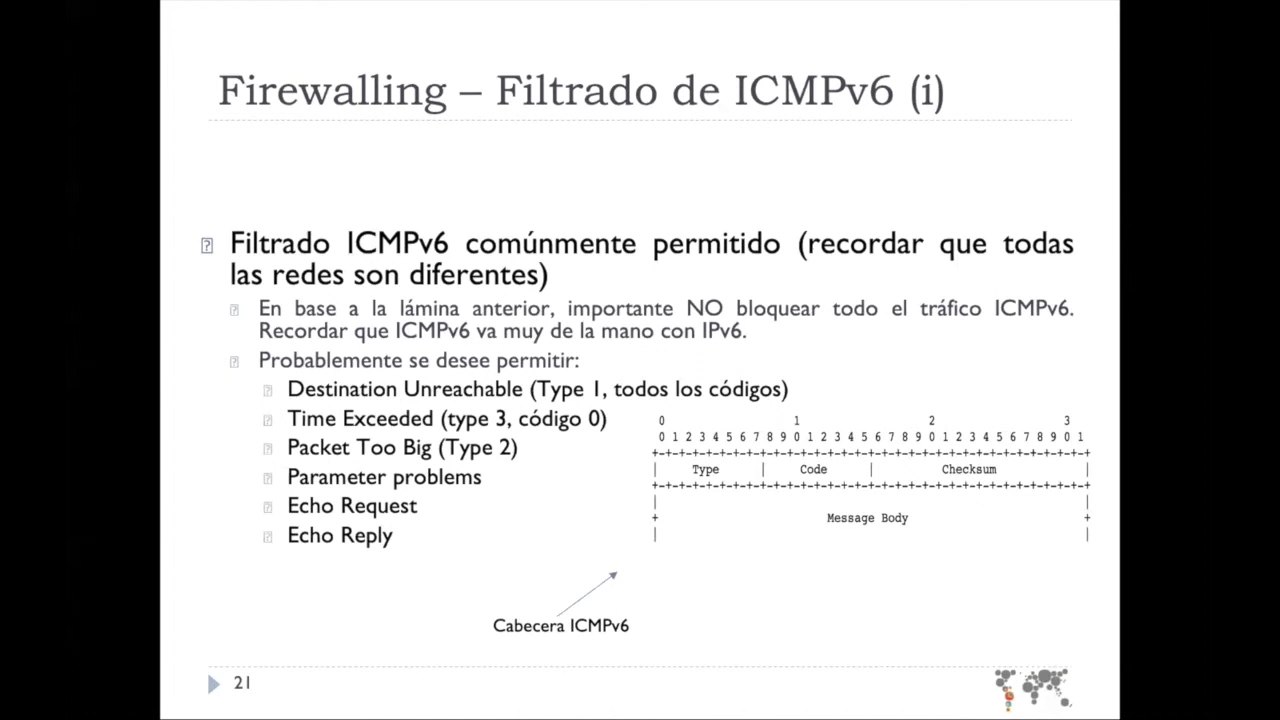 Firewalling – Filtrado de ICMPv6 (i)
Filtrado ICMPv6 comúnmente permitido (recordar que todas
las redes son diferentes)
En base a la lámina anterior, importante NO bloquear todo el tráfico ICMPv6.
Recordar que ICMPv6 va muy de la mano con IPv6.
Probablemente se desee permitir:
Destination Unreachable (Type 1, todos los códigos)
Time Exceeded (type 3, código 0)
Packet Too Big (Type 2)
Parameter problems
Echo Request
Echo Reply
0 1 2 3
0 1 2 3 4 5 6 7 8 9 0 1 2 3 4 5 6 7 8 9 0 1 2 3 4 5 6 7 8 9 0 1
+-+-+-+-+-+-+-+-+-+-+-+-+-+-+-+-+-+-+-+-+-+-+-+-+-+-+-+-+-+-+-+-+
| Type | Code | Checksum |
+-+-+-+-+-+-+-+-+-+-+-+-+-+-+-+-+-+-+-+-+-+-+-+-+-+-+-+-+-+-+-+-+
| |
+ Message Body +
| |
Cabecera ICMPv6
21